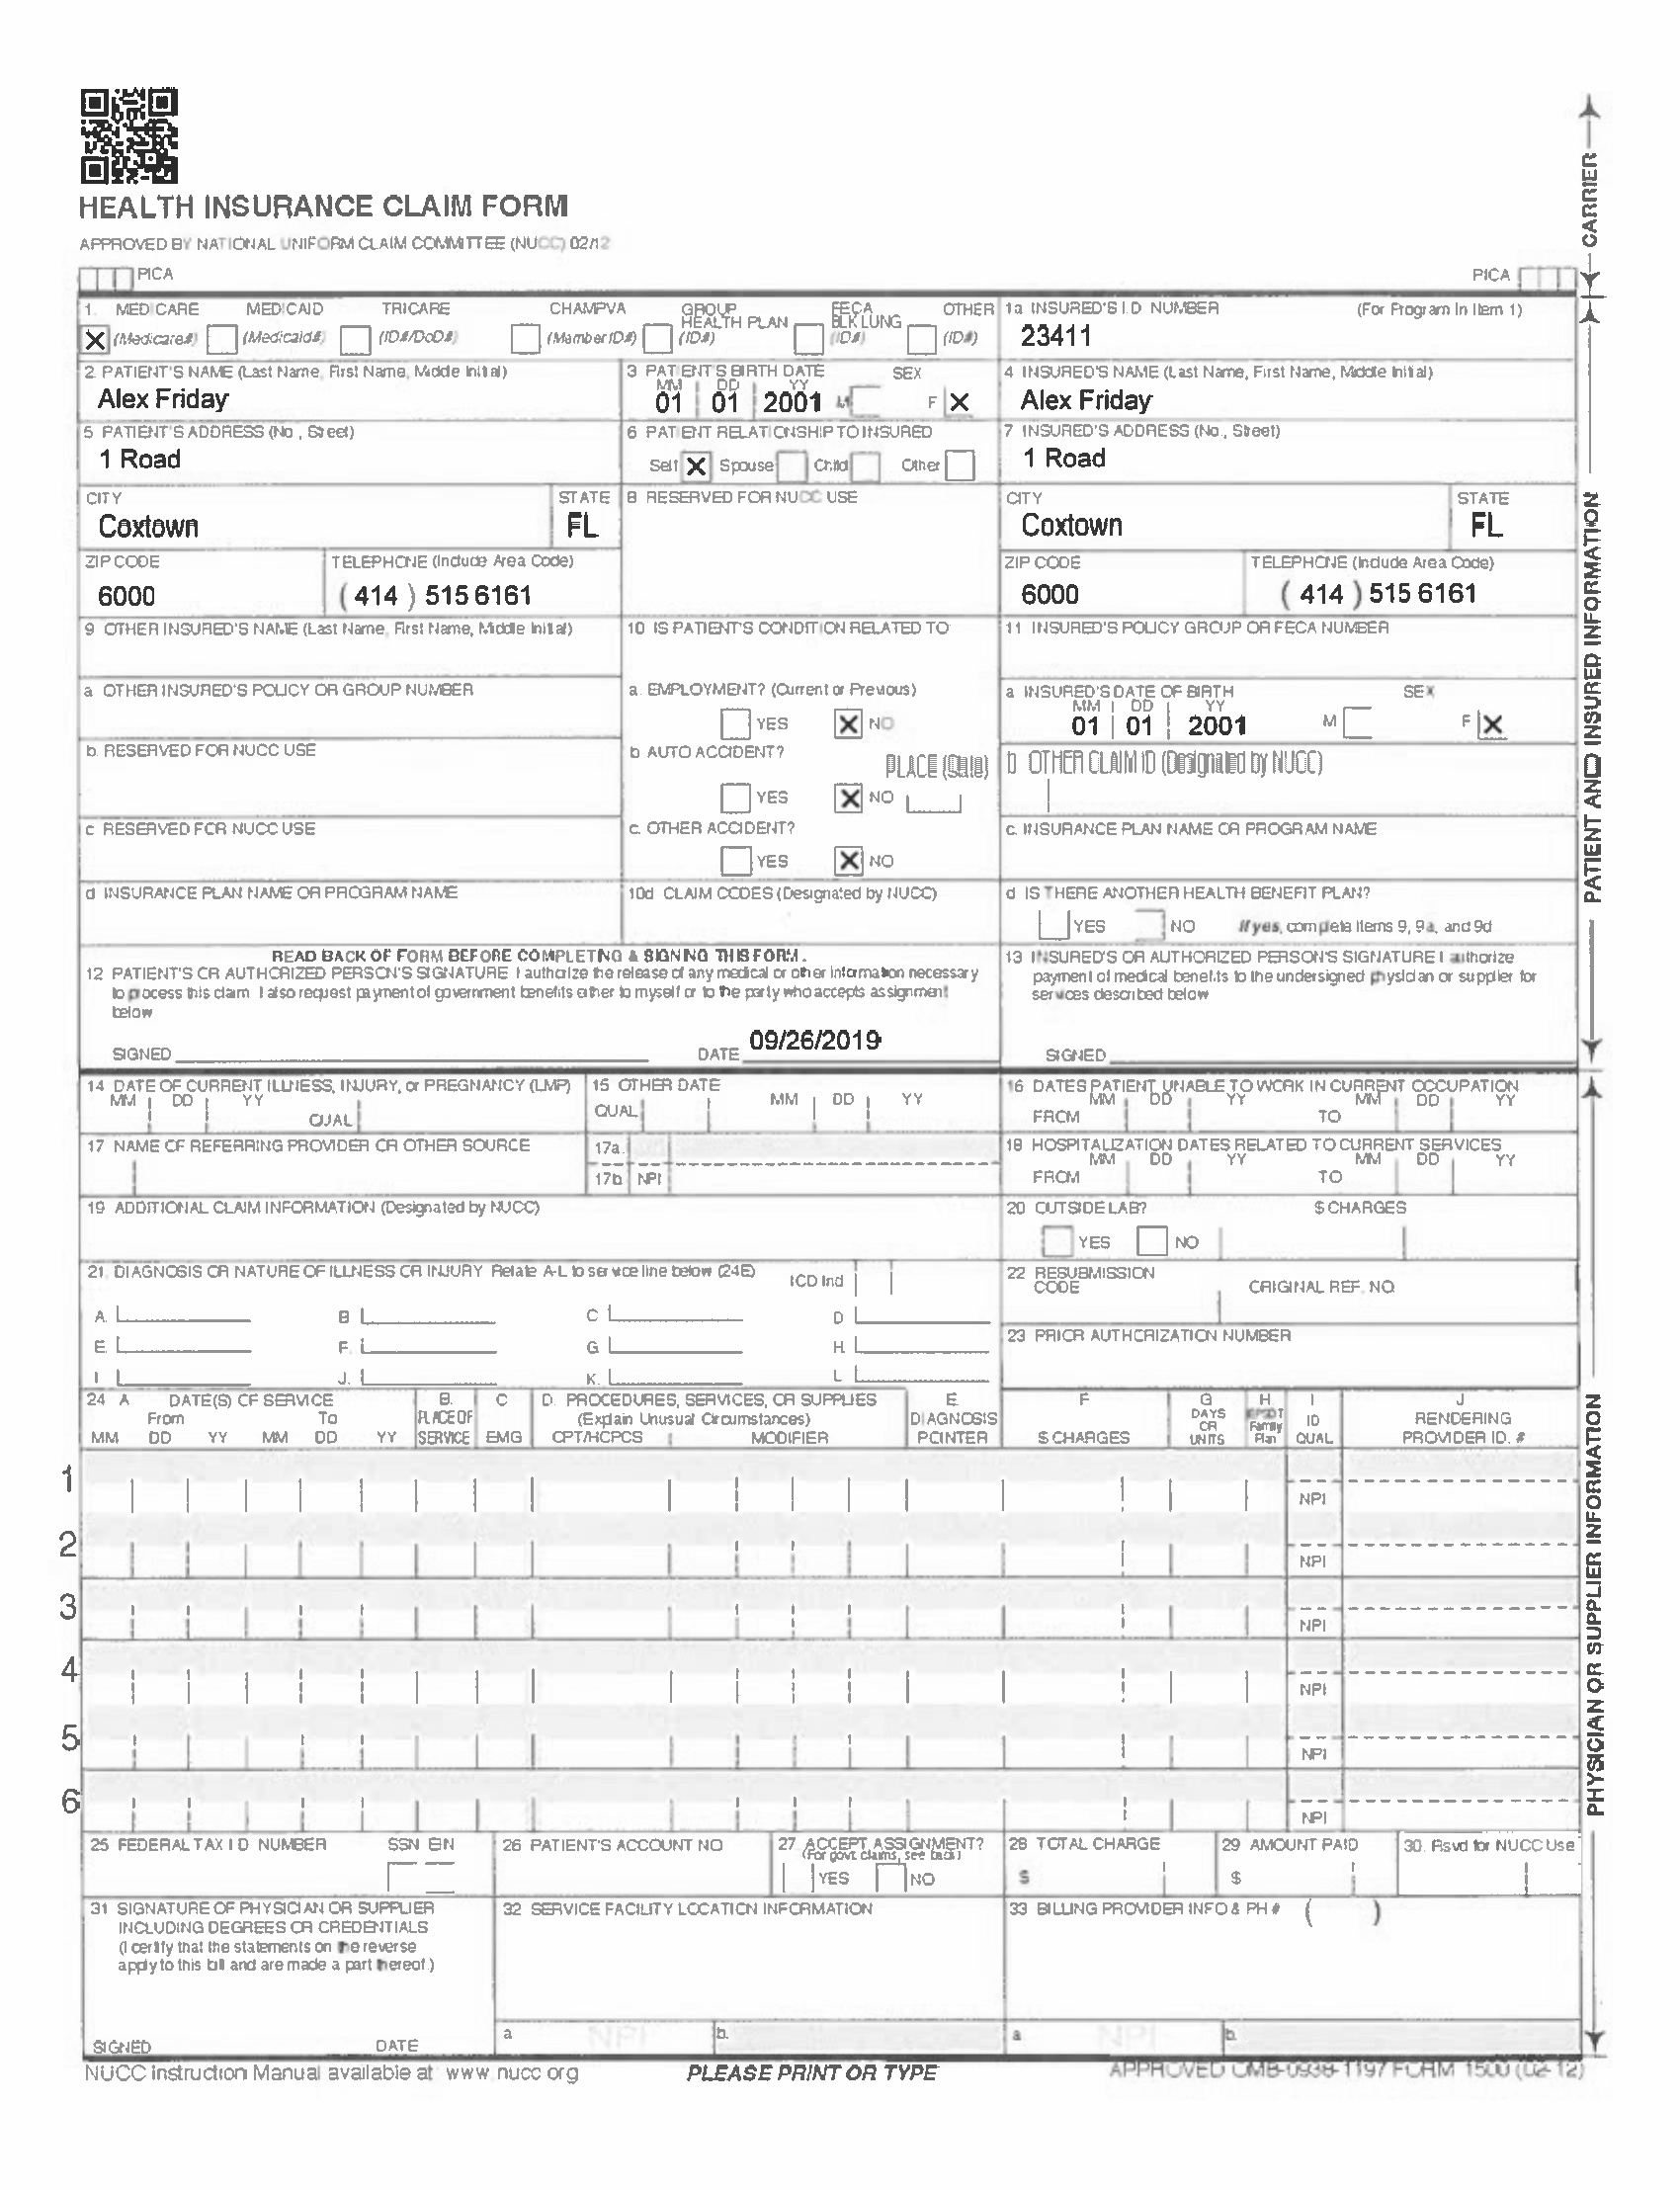 HEALTH INSURANCE CLAIM FORM
APPROVED BY NATIONAL UNIFORM CLAIM COMMITTEE (NUCC) 02/12
PICA
PICA
1. MEDICARE MEDICAID TRICARE CHAMPVA GROUP HEALTH PLAN FECA BLK LUNG OTHER
X (Medicare#) (Medicaid#) (ID#/DoD#) (Member ID#) (ID#) (ID#) (ID#)
1a INSURED'S I.D NUMBER (For Program In Item 1)
23411
2 PATIENT'S NAME (Last Name, First Name, Middle Initial)
Alex Friday
3 PATIENT'S BIRTH DATE SEX
MM DD YY
01 01 2001 M F X
4 INSURED'S NAME (Last Name, First Name, Middle Initial)
Alex Friday
5 PATIENT'S ADDRESS (No, Street)
1 Road
6 PATIENT RELATIONSHIP TO INSURED
Self X Spouse Child Other
7 INSURED'S ADDRESS (No, Street)
1 Road
CITY STATE
Coxtown FL
8 RESERVED FOR NUCC USE
CITY STATE
Coxtown FL
ZIP CODE TELEPHONE (Include Area Code)
6000 (414) 515 6161
ZIP CODE TELEPHONE (Include Area Code)
6000 (414) 515 6161
9 OTHER INSURED'S NAME (Last Name, First Name, Middle Initial)
10 IS PATIENT'S CONDITION RELATED TO
11 INSURED'S POLICY GROUP OR FECA NUMBER
a OTHER INSURED'S POLICY OR GROUP NUMBER
a. EMPLOYMENT? (Current or Previous)
YES X NO
a INSURED'S DATE OF BIRTH SEX
MM DD YY
01 01 2001 M F X
b. RESERVED FOR NUCC USE
b AUTO ACCIDENT? PLACE (State)
YES X NO
b OTHER CLAIM ID (Designated by NUCC)
c RESERVED FOR NUCC USE
c. OTHER ACCIDENT?
YES X NO
c. INSURANCE PLAN NAME OR PROGRAM NAME
d INSURANCE PLAN NAME OR PROGRAM NAME
10d CLAIM CODES (Designated by NUCC)
d IS THERE ANOTHER HEALTH BENEFIT PLAN?
YES NO If yes, complete items 9, 9a, and 9d
READ BACK OF FORM BEFORE COMPLETING & SIGNING THIS FORM.
12 PATIENT'S OR AUTHORIZED PERSON'S SIGNATURE I authorize the release of any medical or other information necessary
to process this claim I also request payment of government benefits either to myself or to the party who accepts assignment
below
SIGNED DATE 09/26/2019
13 INSURED'S OR AUTHORIZED PERSON'S SIGNATURE I authorize
payment of medical benefits to the undersigned physician or supplier for
services described below
SIGNED
14 DATE OF CURRENT ILLNESS, INJURY, or PREGNANCY (LMP)
MM DD YY QUAL
15 OTHER DATE
QUAL MM DD YY
16 DATES PATIENT UNABLE TO WORK IN CURRENT OCCUPATION
MM DD YY MM DD YY
FROM TO
17 NAME OF REFERRING PROVIDER OR OTHER SOURCE
17a.
17b NPI
18 HOSPITALIZATION DATES RELATED TO CURRENT SERVICES
MM DD YY MM DD YY
FROM TO
19 ADDITIONAL CLAIM INFORMATION (Designated by NUCC)
20 OUTSIDE LAB? $ CHARGES
YES NO
21. DIAGNOSIS OR NATURE OF ILLNESS OR INJURY Relate A-L to service line below (24E) ICD Ind
A. B C D
E. F. G H
I J. K. L
22 RESUBMISSION CODE ORIGINAL REF. NO
23 PRIOR AUTHORIZATION NUMBER
24 A DATE(S) OF SERVICE B. C D. PROCEDURES, SERVICES, OR SUPPLIES E. F G H I J
From To PLACE OF (Explain Unusual Circumstances) DIAGNOSIS DAYS OR EPSDT Family ID RENDERING
MM DD YY MM DD YY SERVICE EMG CPT/HCPCS MODIFIER POINTER $ CHARGES UNITS Plan QUAL PROVIDER ID. #
1 NPI
2 NPI
3 NPI
4 NPI
5 NPI
6 NPI
25 FEDERAL TAX I D NUMBER SSN EIN
26 PATIENT'S ACCOUNT NO
27 ACCEPT ASSIGNMENT?
(For govt. claims, see back)
YES NO
28 TOTAL CHARGE
$
29 AMOUNT PAID
$
30. Rsvd for NUCC Use
31 SIGNATURE OF PHYSICIAN OR SUPPLIER
INCLUDING DEGREES OR CREDENTIALS
(I certify that the statements on the reverse
apply to this bill and are made a part thereof.)
SIGNED DATE
32 SERVICE FACILITY LOCATION INFORMATION
a NPI b.
33 BILLING PROVIDER INFO & PH # ( )
a NPI b
NUCC Instruction Manual available at www nucc org
PLEASE PRINT OR TYPE
APPROVED OMB-0938-1197 FORM 1500 (02-12)
CARRIER
PATIENT AND INSURED INFORMATION
PHYSICIAN OR SUPPLIER INFORMATION